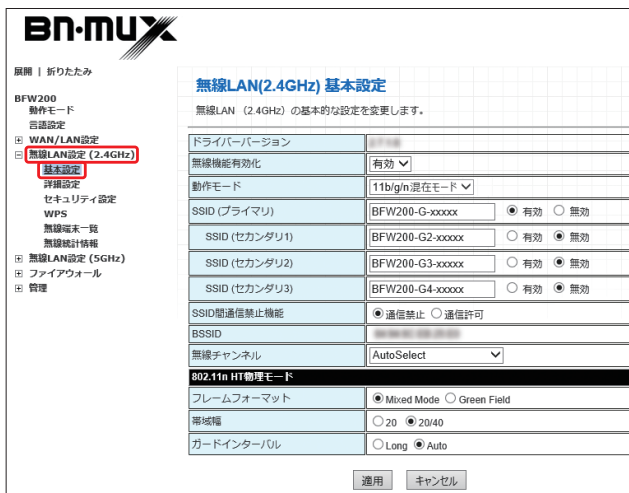 BN-MUX
展開 | 折りたたみ
BFW200
動作モード
言語設定
WAN/LAN設定
無線LAN設定 (2.4GHz)
基本設定
詳細設定
セキュリティ設定
WPS
無線端末一覧
無線統計情報
無線LAN設定 (5GHz)
ファイアウォール
管理
無線LAN(2.4GHz) 基本設定
無線LAN （2.4GHz）の基本的な設定を変更します。
ドライバーバージョン
無線機能有効化 有効
動作モード 11b/g/n混在モード
SSID (プライマリ) BFW200-G-xxxxx 有効 無効
SSID (セカンダリ1) BFW200-G2-xxxxx 有効 無効
SSID (セカンダリ2) BFW200-G3-xxxxx 有効 無効
SSID (セカンダリ3) BFW200-G4-xxxxx 有効 無効
SSID間通信禁止機能 通信禁止 通信許可
BSSID
無線チャンネル AutoSelect
802.11n HT物理モード
フレームフォーマット Mixed Mode Green Field
帯域幅 20 20/40
ガードインターバル Long Auto
適用 キャンセル